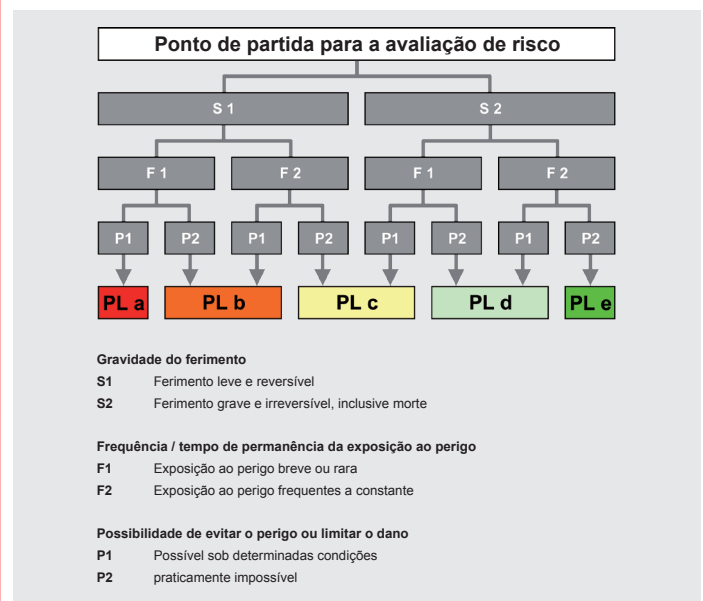 Ponto de partida para a avaliação de risco
S 1 S 2
F 1 F 2 F 1 F 2
P1 P2 P1 P2 P1 P2 P1 P2
PL a PL b PL c PL d PL e
Gravidade do ferimento
S1 Ferimento leve e reversível
S2 Ferimento grave e irreversível, inclusive morte
Frequência / tempo de permanência da exposição ao perigo
F1 Exposição ao perigo breve ou rara
F2 Exposição ao perigo frequentes a constante
Possibilidade de evitar o perigo ou limitar o dano
P1 Possível sob determinadas condições
P2 praticamente impossível